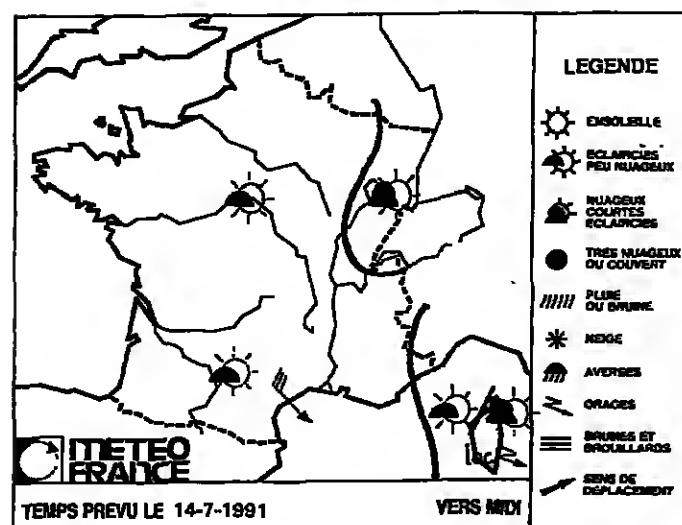 LEGENDE
ENSOLEILLE
ECLAIRCIES
PEU NUAGEUX
NUAGEUX
COURTES
ECLAIRCIES
TRES NUAGEUX
OU COUVERT
PLUIE
OU BRUINE
NEIGE
AVERSES
ORAGES
BRUMES ET
BROUILLARDS
SENS DE
DEPLACEMENT
METEO
FRANCE
TEMPS PREVU LE 14-7-1991
VERS MIDI